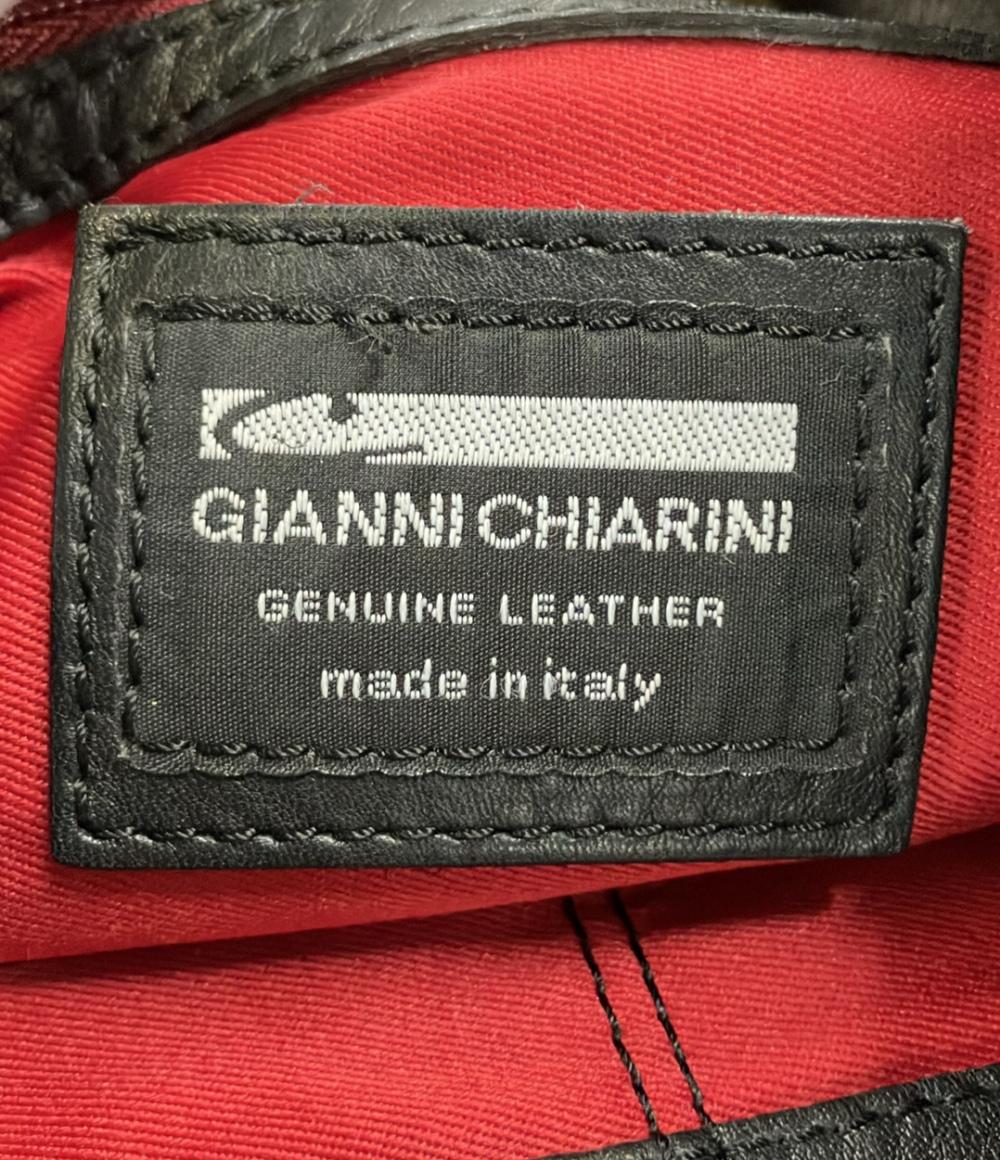 GIANNI CHIARINI
GENUINE LEATHER
made in italy